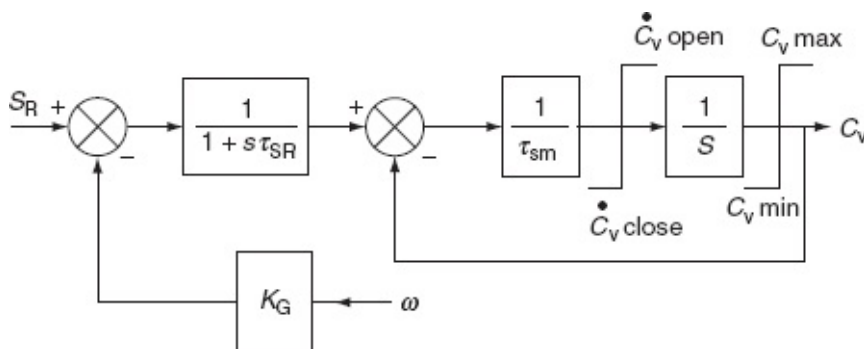 Ċv open
Cv max
SR
+
−
1
1 + sτSR
+
−
1
τsm
1
S
Cv
Ċv close
Cv min
KG
ω